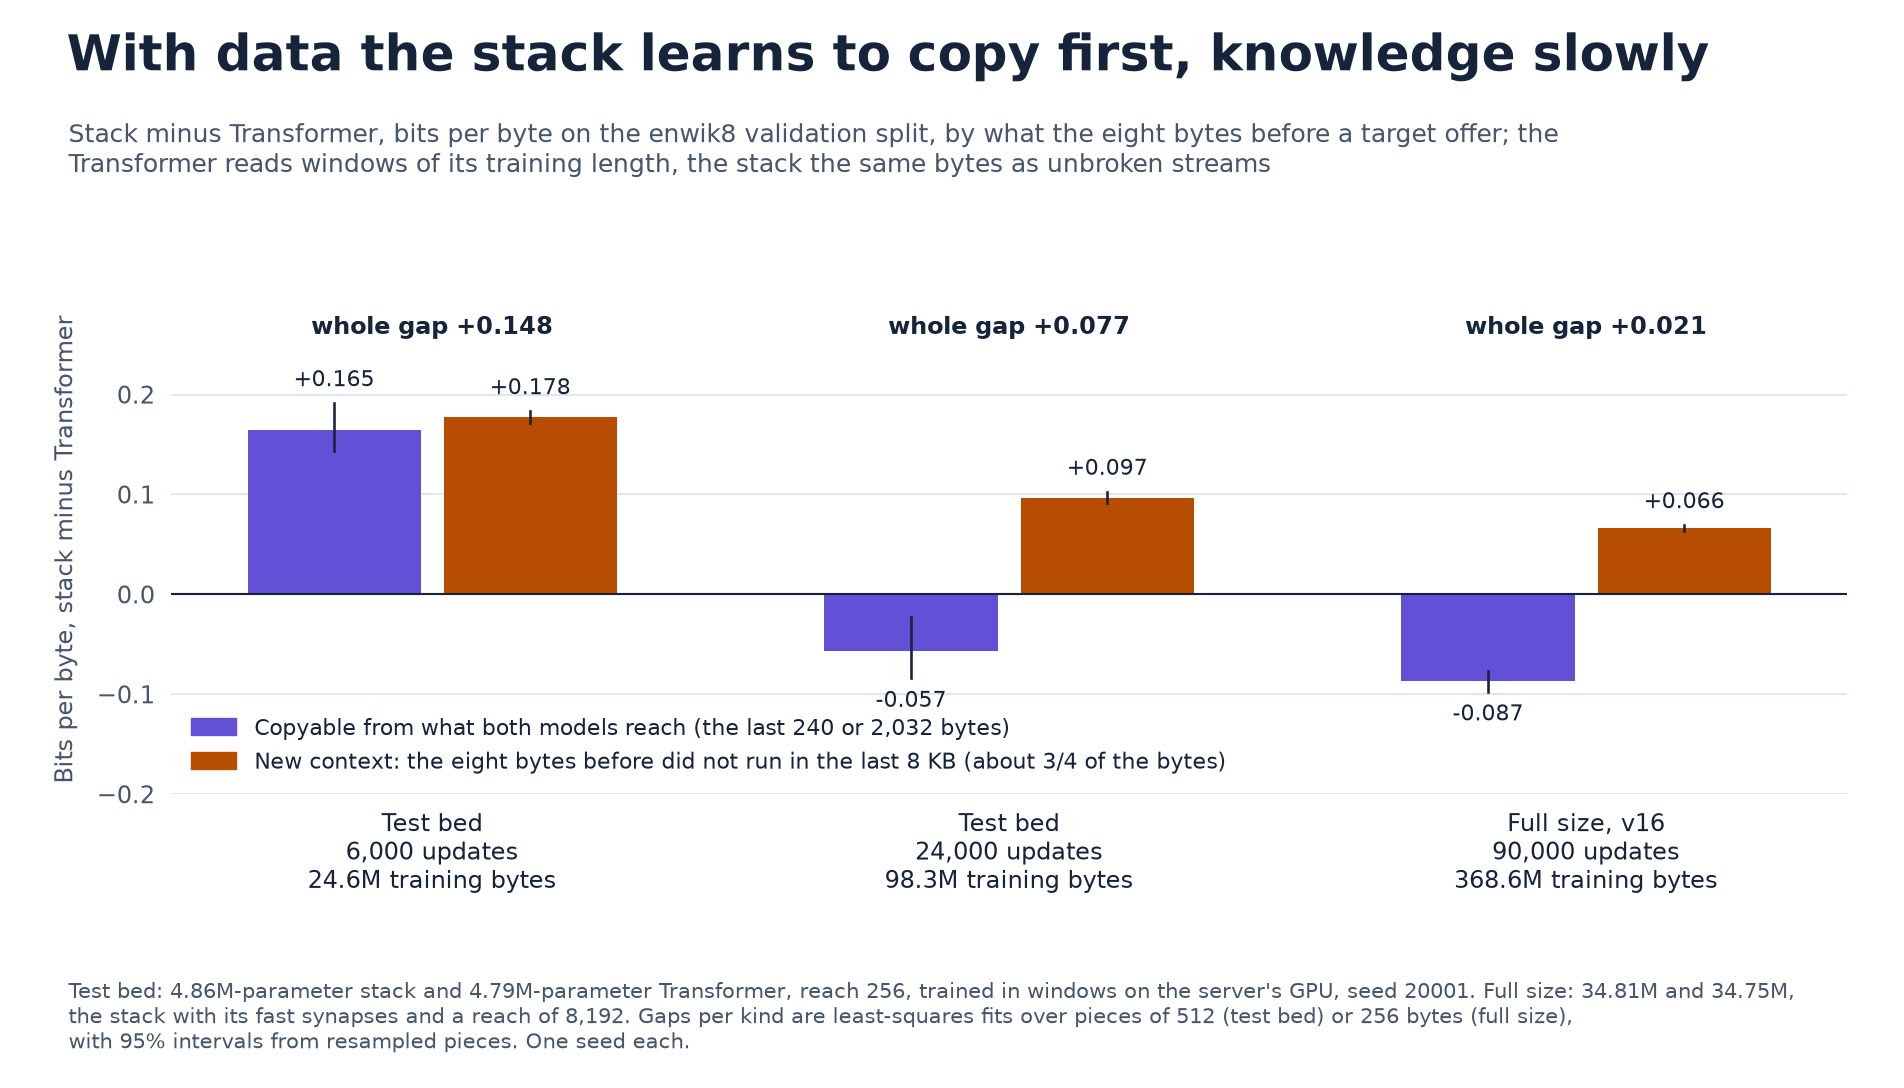 With data the stack learns to copy first, knowledge slowly
Stack minus Transformer, bits per byte on the enwik8 validation split, by what the eight bytes before a target offer; the
Transformer reads windows of its training length, the stack the same bytes as unbroken streams
Bits per byte, stack minus Transformer
whole gap +0.148
whole gap +0.077
whole gap +0.021
0.2
0.1
0.0
−0.1
−0.2
+0.165
+0.178
-0.057
+0.097
-0.087
+0.066
Copyable from what both models reach (the last 240 or 2,032 bytes)
New context: the eight bytes before did not run in the last 8 KB (about 3/4 of the bytes)
Test bed
6,000 updates
24.6M training bytes
Test bed
24,000 updates
98.3M training bytes
Full size, v16
90,000 updates
368.6M training bytes
Test bed: 4.86M-parameter stack and 4.79M-parameter Transformer, reach 256, trained in windows on the server's GPU, seed 20001. Full size: 34.81M and 34.75M,
the stack with its fast synapses and a reach of 8,192. Gaps per kind are least-squares fits over pieces of 512 (test bed) or 256 bytes (full size),
with 95% intervals from resampled pieces. One seed each.